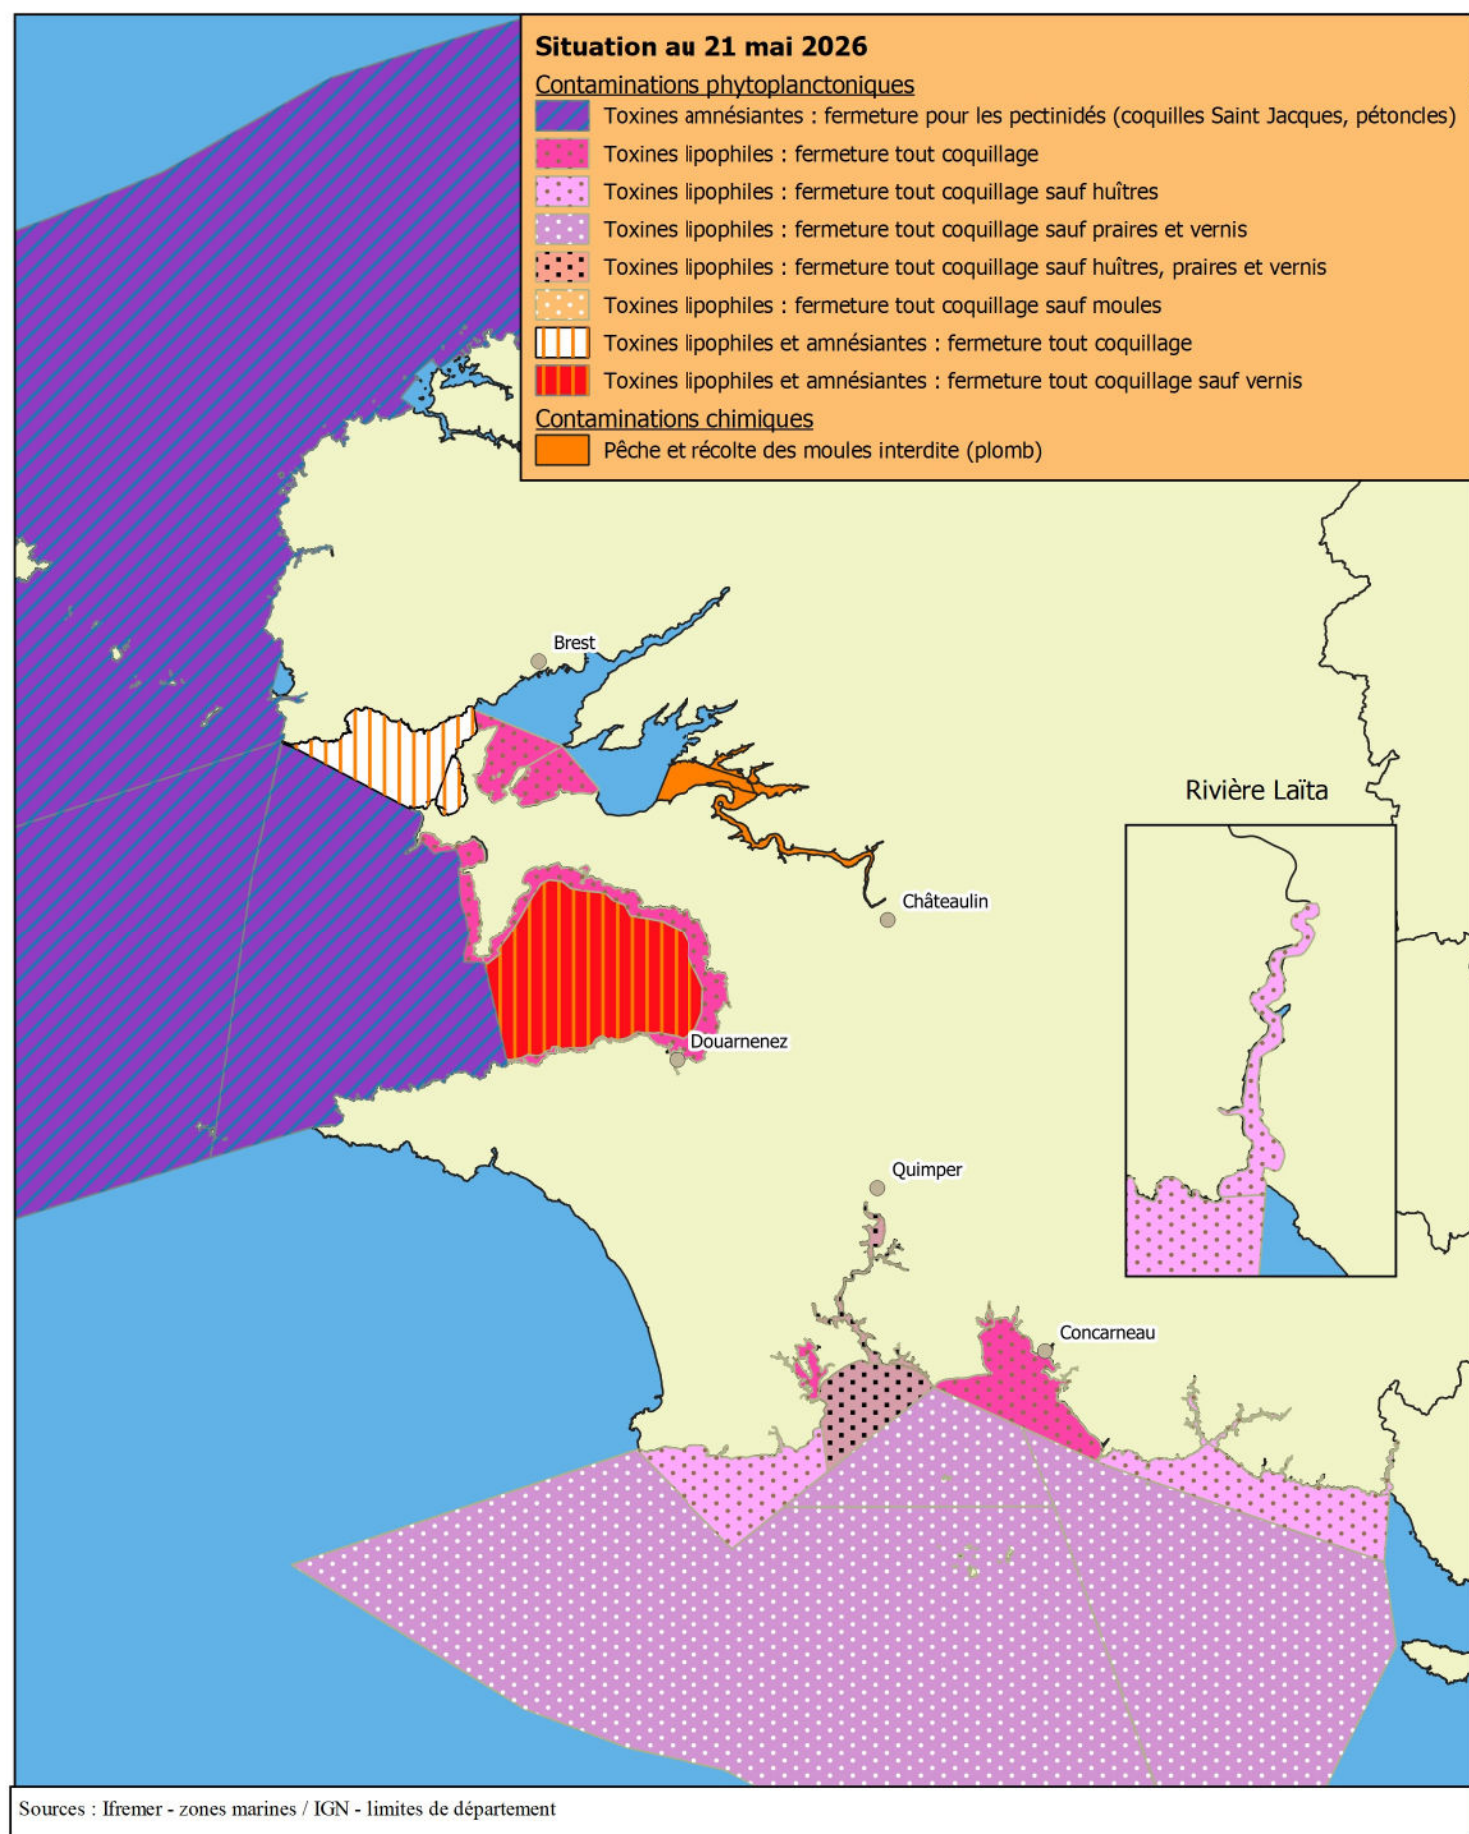 Situation au 21 mai 2026
Contaminations phytoplanctoniques
Toxines amnésiantes : fermeture pour les pectinidés (coquilles Saint Jacques, pétoncles)
Toxines lipophiles : fermeture tout coquillage
Toxines lipophiles : fermeture tout coquillage sauf huîtres
Toxines lipophiles : fermeture tout coquillage sauf praires et vernis
Toxines lipophiles : fermeture tout coquillage sauf huîtres, praires et vernis
Toxines lipophiles : fermeture tout coquillage sauf moules
Toxines lipophiles et amnésiantes : fermeture tout coquillage
Toxines lipophiles et amnésiantes : fermeture tout coquillage sauf vernis
Contaminations chimiques
Pêche et récolte des moules interdite (plomb)
Brest
Rivière Laïta
Châteaulin
Douarnenez
Quimper
Concarneau
Sources : Ifremer - zones marines / IGN - limites de département